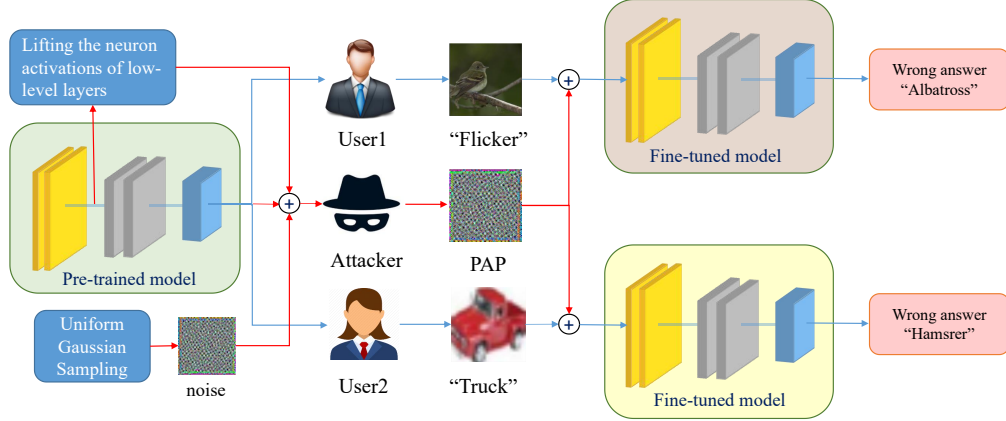 Lifting the neuron
activations of low-
level layers
Pre-trained model
Uniform
Gaussian
Sampling
noise
User1
"Flicker"
Attacker
PAP
User2
"Truck"
Fine-tuned model
Wrong answer
"Albatross"
Fine-tuned model
Wrong answer
"Hamsrer"